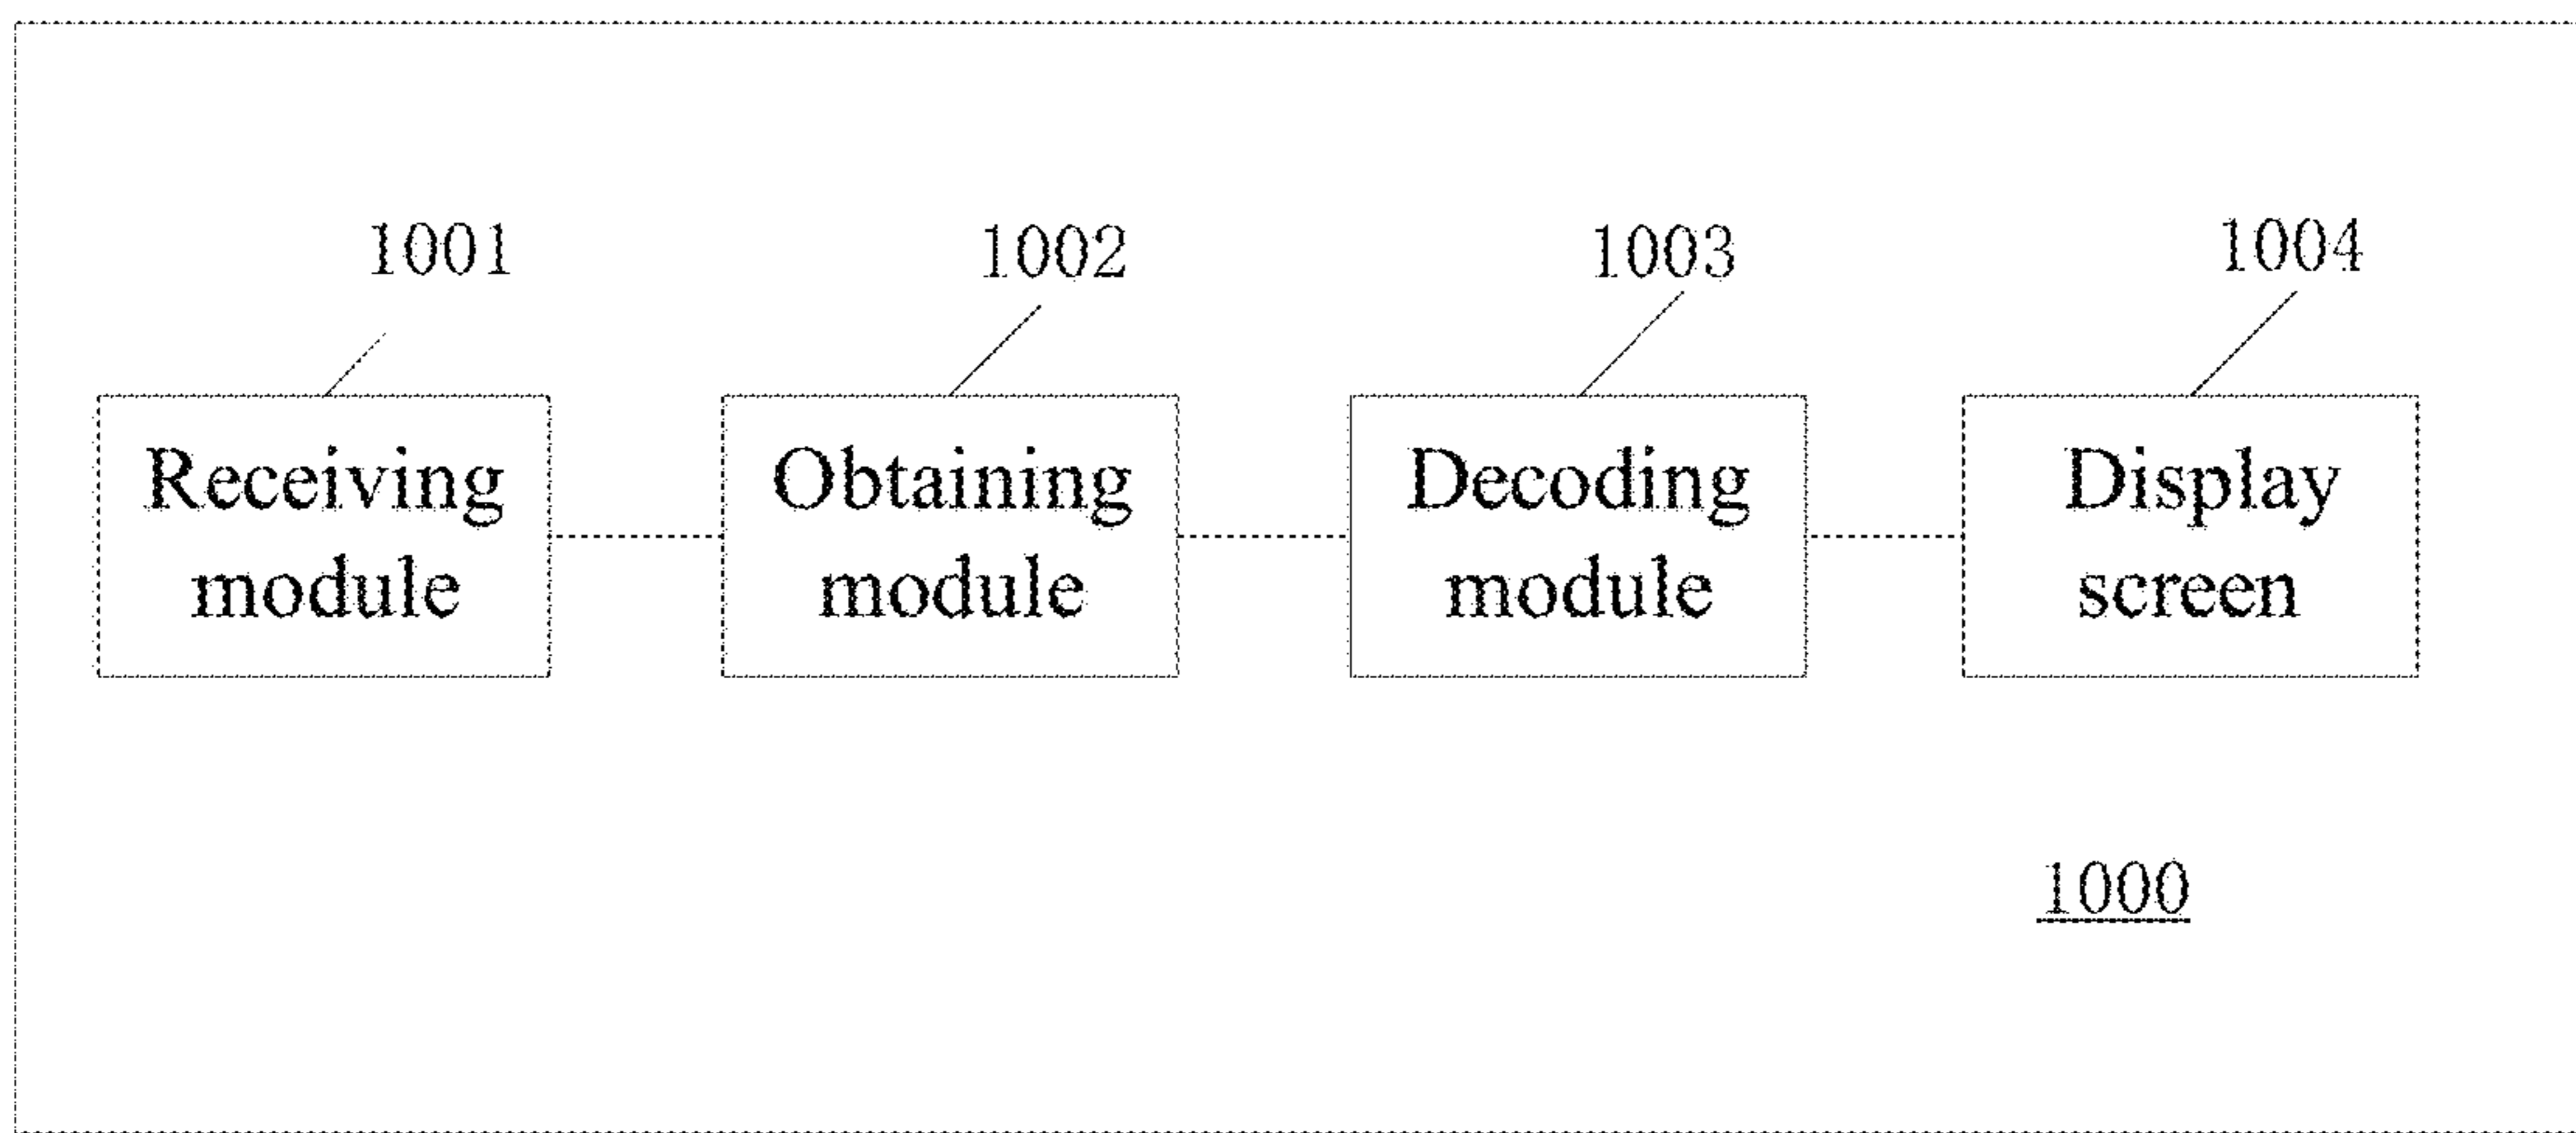 1001
1002
1003
1004
Receiving
module
Obtaining
module
Decoding
module
Display
screen
1000